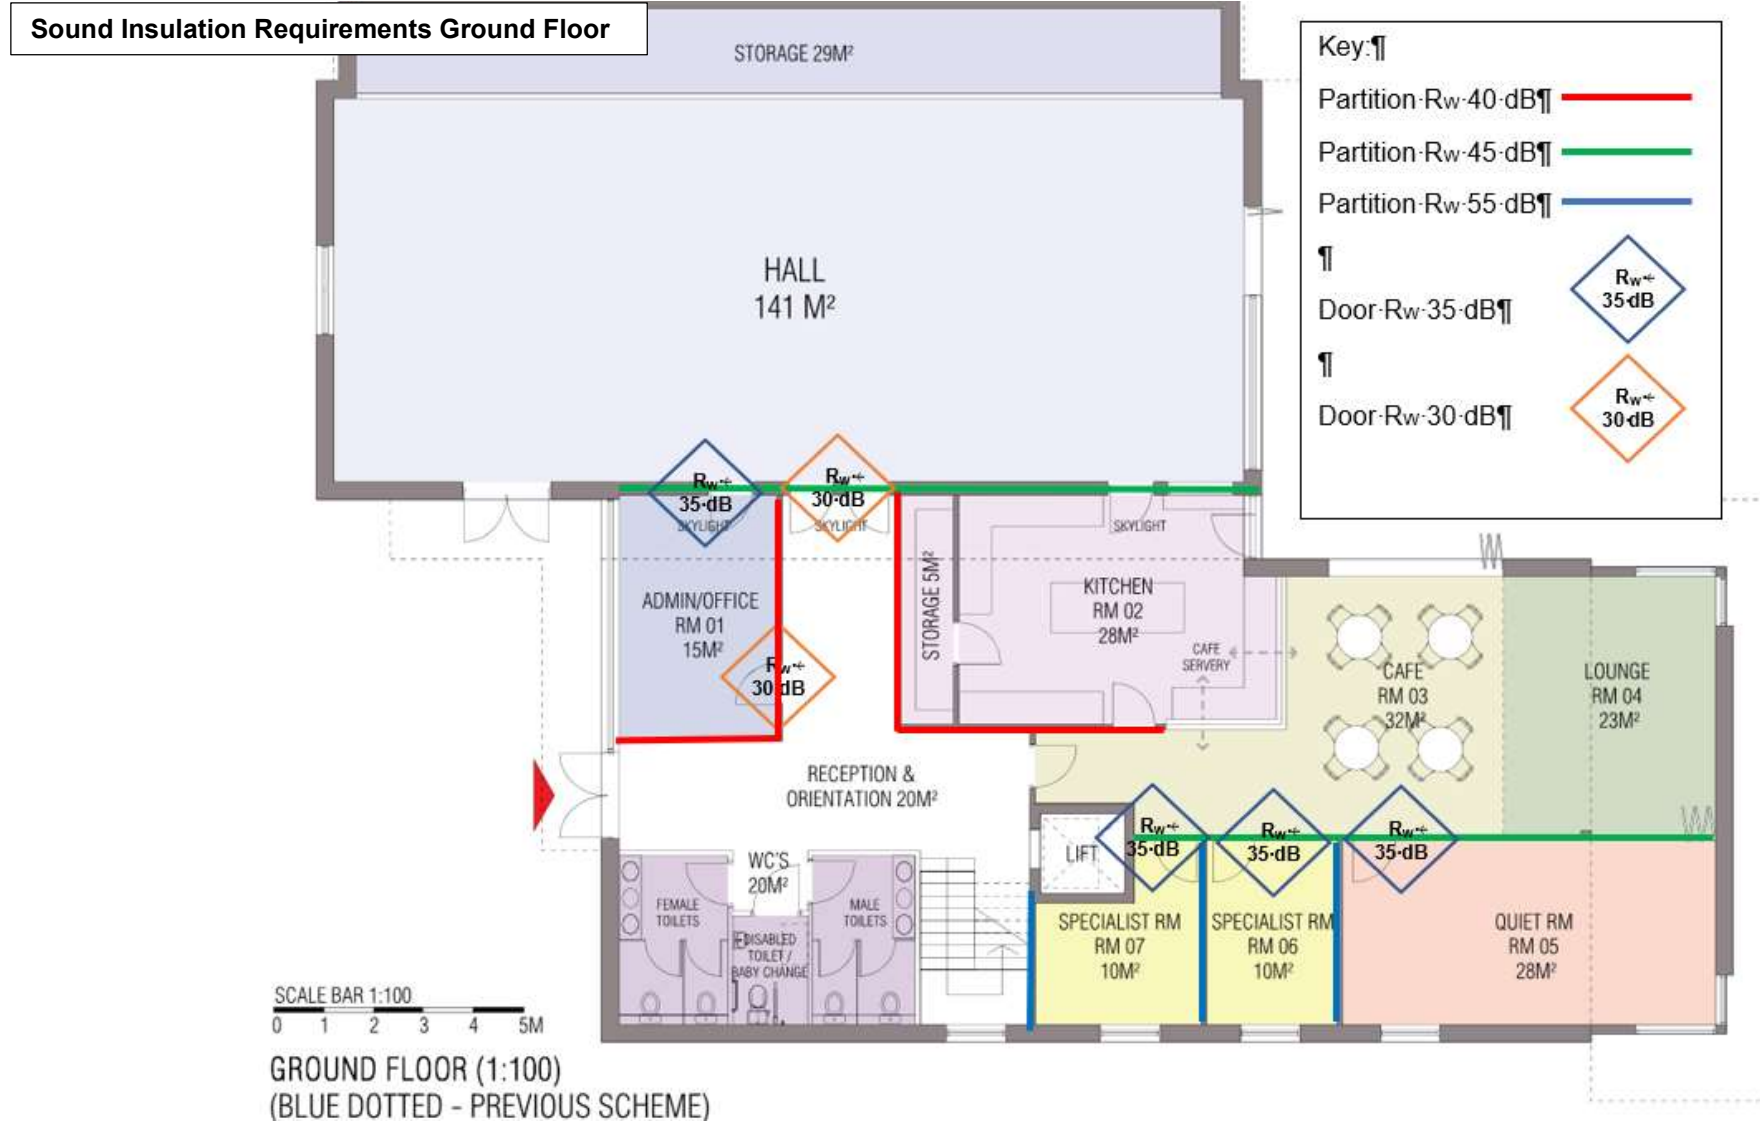 Sound Insulation Requirements Ground Floor
Key:¶
Partition·Rw·40·dB¶
Partition·Rw·45·dB¶
Partition·Rw·55·dB¶
¶
Rw·
35·dB
Door·Rw·35·dB¶
¶
Rw·
30·dB
Door·Rw·30·dB¶
STORAGE 29M²
HALL
141 M²
Rw·
35·dB
SKYLIGHT
Rw·
30·dB
SKYLIGHT
SKYLIGHT
ADMIN/OFFICE
RM 01
15M²
Rw·
30·dB
STORAGE 5M²
KITCHEN
RM 02
28M²
CAFE
SERVERY
CAFE
RM 03
32M²
LOUNGE
RM 04
23M²
RECEPTION &
ORIENTATION 20M²
LIFT
Rw·
35·dB
Rw·
35·dB
Rw·
35·dB
WC'S
20M²
FEMALE
TOILETS
MALE
TOILETS
DISABLED
TOILET /
BABY CHANGE
SPECIALIST RM
RM 07
10M²
SPECIALIST RM
RM 06
10M²
QUIET RM
RM 05
28M²
SCALE BAR 1:100
0 1 2 3 4 5M
GROUND FLOOR (1:100)
(BLUE DOTTED - PREVIOUS SCHEME)